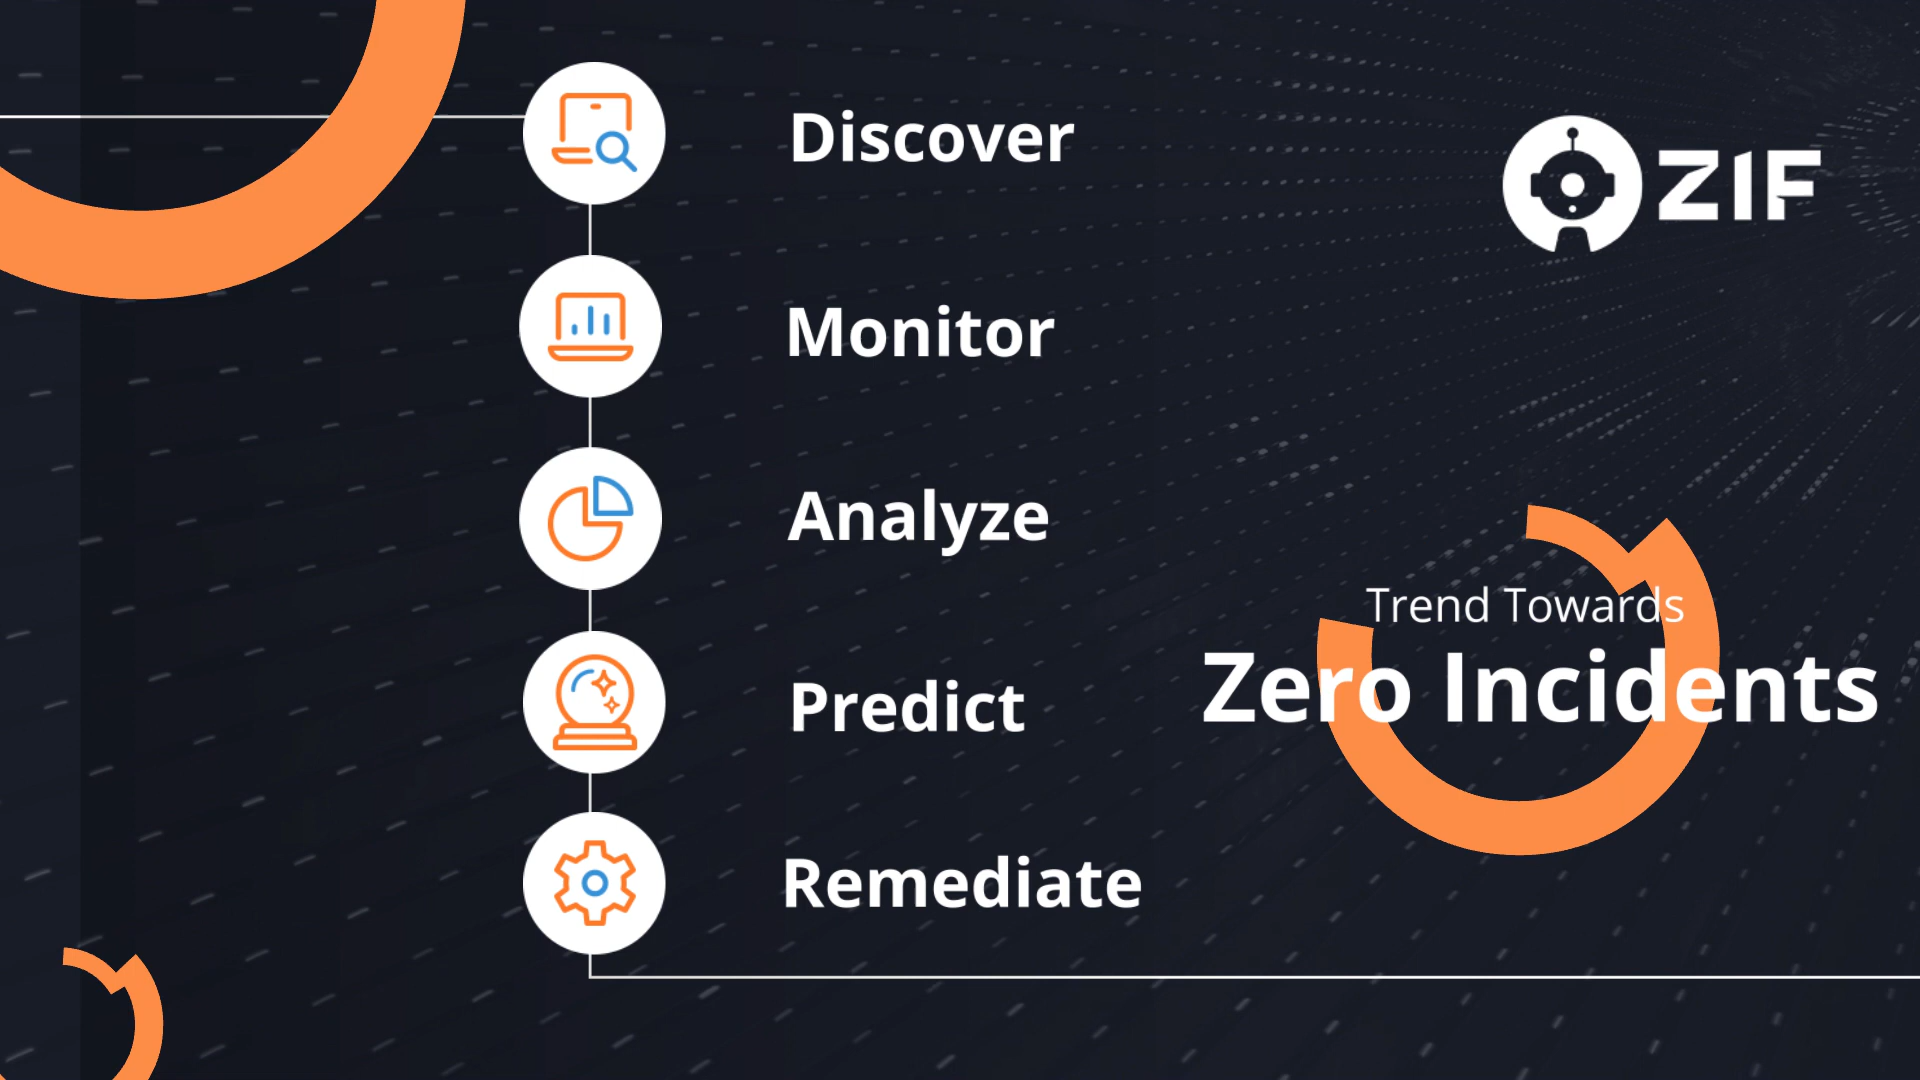 Discover
Monitor
Analyze
Predict
Remediate
ZIF
Trend Towards
Zero Incidents